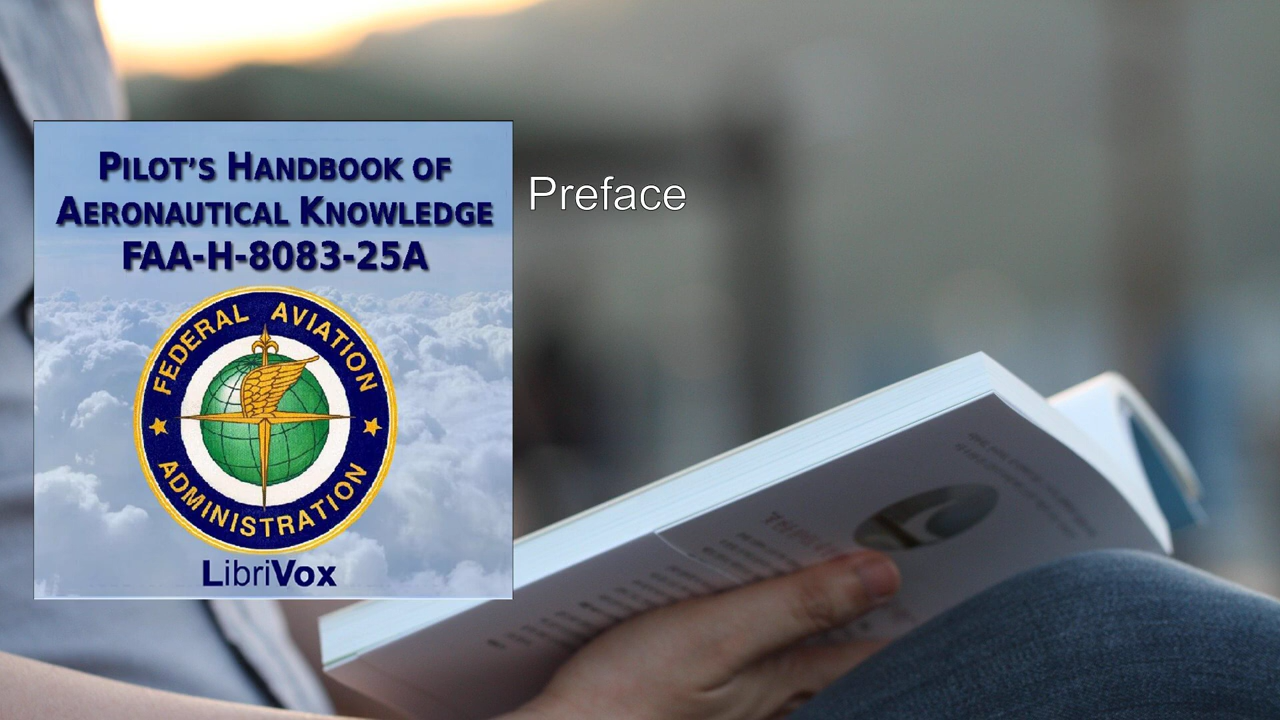 PILOT'S HANDBOOK OF
AERONAUTICAL KNOWLEDGE
FAA-H-8083-25A
FEDERAL AVIATION
ADMINISTRATION
LibriVox
Preface